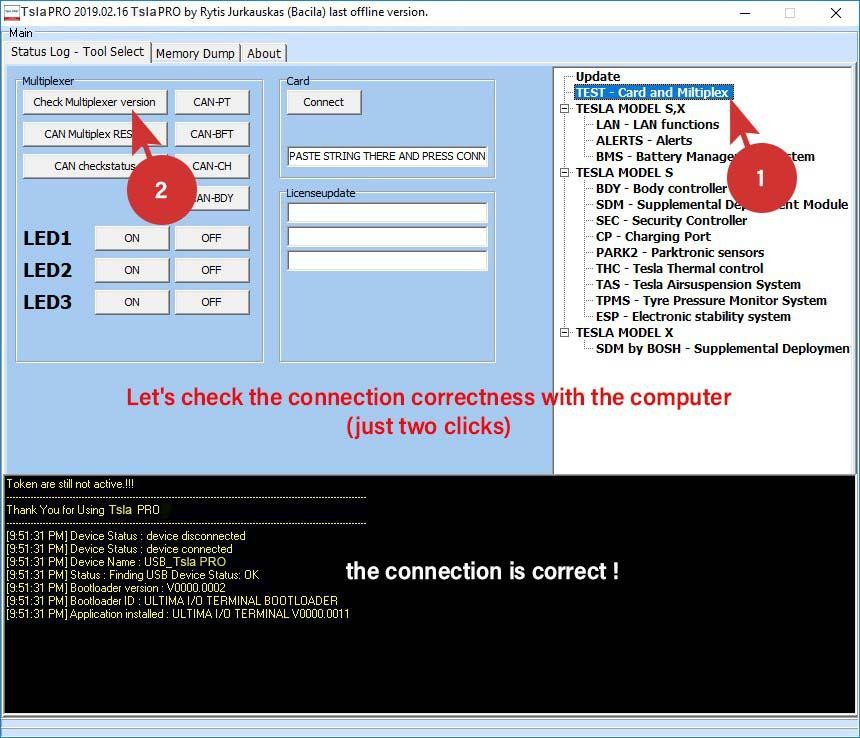 TslaPRO 2019.02.16 TslaPRO by Rytis Jurkauskas (Bacila) last offline version.
Main
Status Log - Tool Select
Memory Dump
About
Multiplexer
Check Multiplexer version
CAN-PT
CAN Multiplex RES
CAN-BFT
CAN checkstatus
CAN-CH
AN-BDY
LED1 ON OFF
LED2 ON OFF
LED3 ON OFF
Card
Connect
PASTE STRING THERE AND PRESS CONN
Licenseupdate
Update
TEST - Card and Miltiplex
TESLA MODEL S,X
LAN - LAN functions
ALERTS - Alerts
BMS - Battery Manage stem
TESLA MODEL S
BDY - Body controller
SDM - Supplemental De ent Module
SEC - Security Controller
CP - Charging Port
PARK2 - Parktronic sensors
THC - Tesla Thermal control
TAS - Tesla Airsuspension System
TPMS - Tyre Pressure Monitor System
ESP - Electronic stability system
TESLA MODEL X
SDM by BOSH - Supplemental Deploymen
1
2
Let's check the connection correctness with the computer
(just two clicks)
Token are still not active.!!!
Thank You for Using Tsla PRO
[9:51:31 PM] Device Status : device disconnected
[9:51:31 PM] Device Status : device connected
[9:51:31 PM] Device Name : USB_Tsla PRO
[9:51:31 PM] Status : Finding USB Device Status: OK
[9:51:31 PM] Bootloader version : V0000.0002
[9:51:31 PM] Bootloader ID : ULTIMA I/O TERMINAL BOOTLOADER
[9:51:31 PM] Application installed : ULTIMA I/O TERMINAL V0000.0011
the connection is correct !